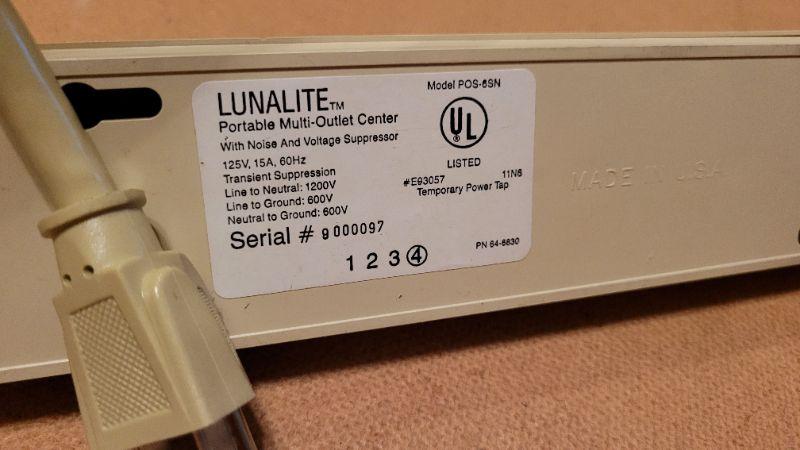 LUNALITE™
Portable Multi-Outlet Center
With Noise And Voltage Suppressor
125V, 15A, 60Hz
Transient Suppression
Line to Neutral: 1200V
Line to Ground: 600V
Neutral to Ground: 600V
Serial # 9000097
1 2 3 4
Model POS-6SN
UL
LISTED
#E93057 11N6
Temporary Power Tap
PN 64-6630
MADE IN USA